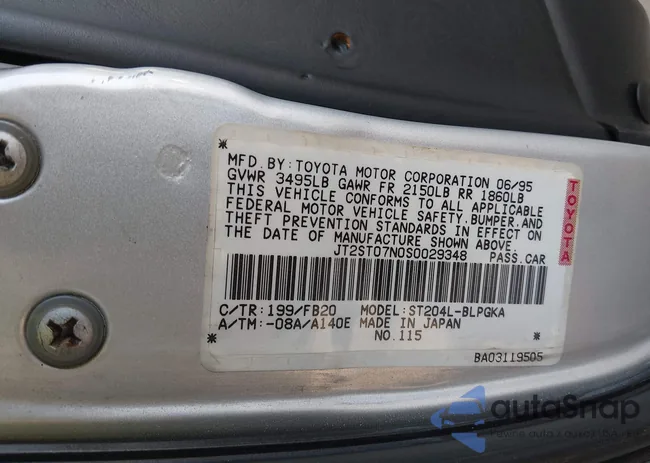 MFD.BY:TOYOTA MOTOR CORPORATION 06/95
GVWR 3495LB GAWR FR 2150LB RR 1860LB
THIS VEHICLE CONFORMS TO ALL APPLICABLE
FEDERAL MOTOR VEHICLE SAFETY,BUMPER,AND
THEFT PREVENTION STANDARDS IN EFFECT ON
THE DATE OF MANUFACTURE SHOWN ABOVE.
JT2ST07N0S0029348 PASS.CAR
C/TR:199/FB20 MODEL:ST204L-BLPGKA
A/TM:-08A/A140E MADE IN JAPAN
NO.115
BA03119505
TOYOTA
autoSnap